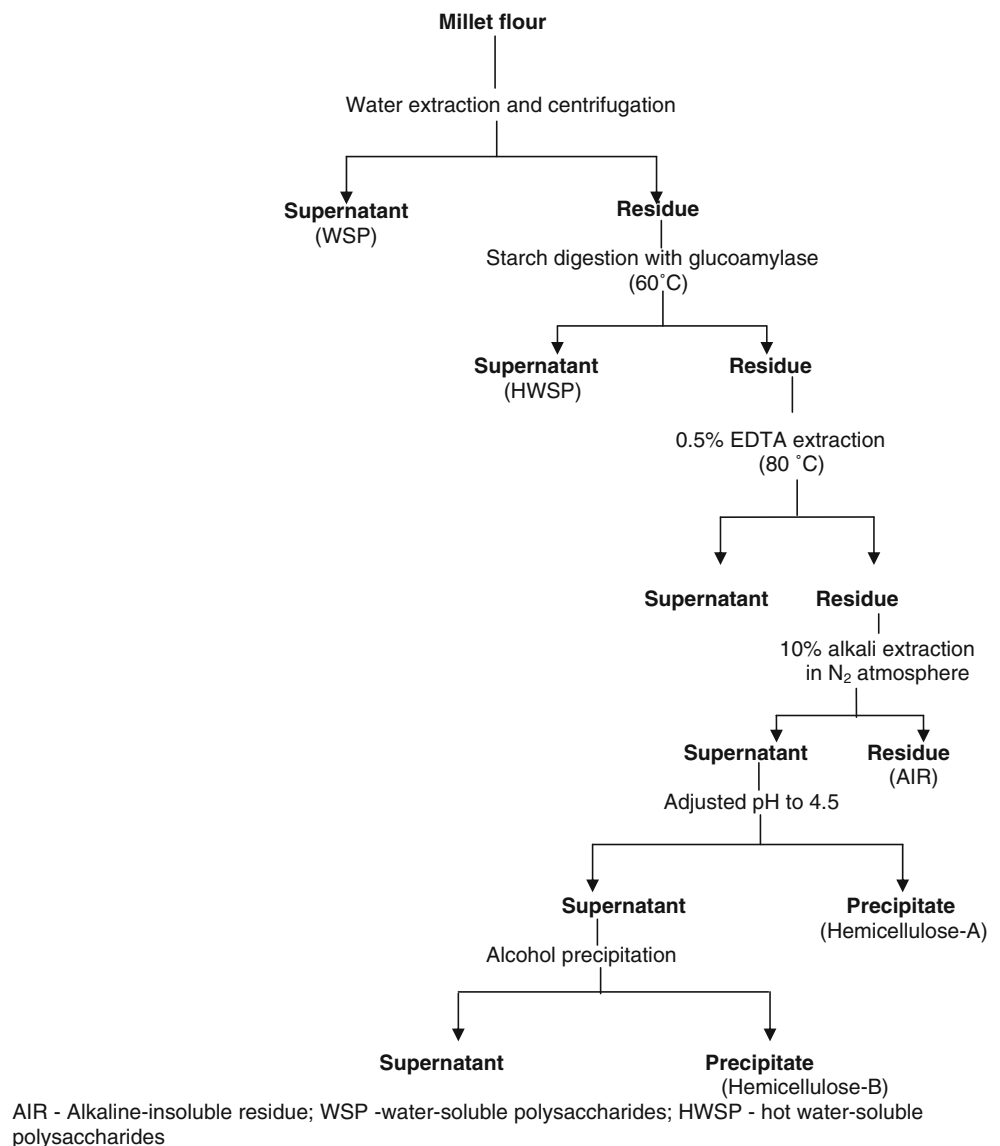 Millet flour
Water extraction and centrifugation
Supernatant
(WSP)
Residue
Starch digestion with glucoamylase
(60˚C)
Supernatant
(HWSP)
Residue
0.5% EDTA extraction
(80 ˚C)
Supernatant
Residue
10% alkali extraction
in N₂ atmosphere
Supernatant
Residue
(AIR)
Adjusted pH to 4.5
Supernatant
Precipitate
(Hemicellulose-A)
Alcohol precipitation
Supernatant
Precipitate
(Hemicellulose-B)
AIR - Alkaline-insoluble residue; WSP -water-soluble polysaccharides; HWSP - hot water-soluble
polysaccharides